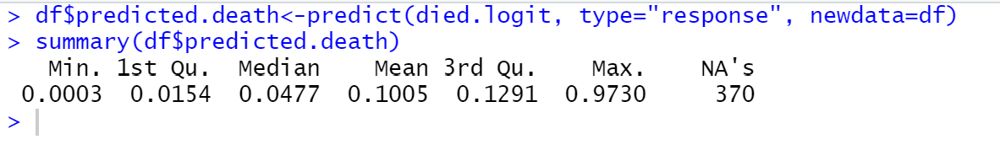 > df$predicted.death<-predict(died.logit, type="response", newdata=df)
> summary(df$predicted.death)
   Min. 1st Qu.  Median    Mean 3rd Qu.    Max.    NA's
 0.0003  0.0154  0.0477  0.1005  0.1291  0.9730     370
>